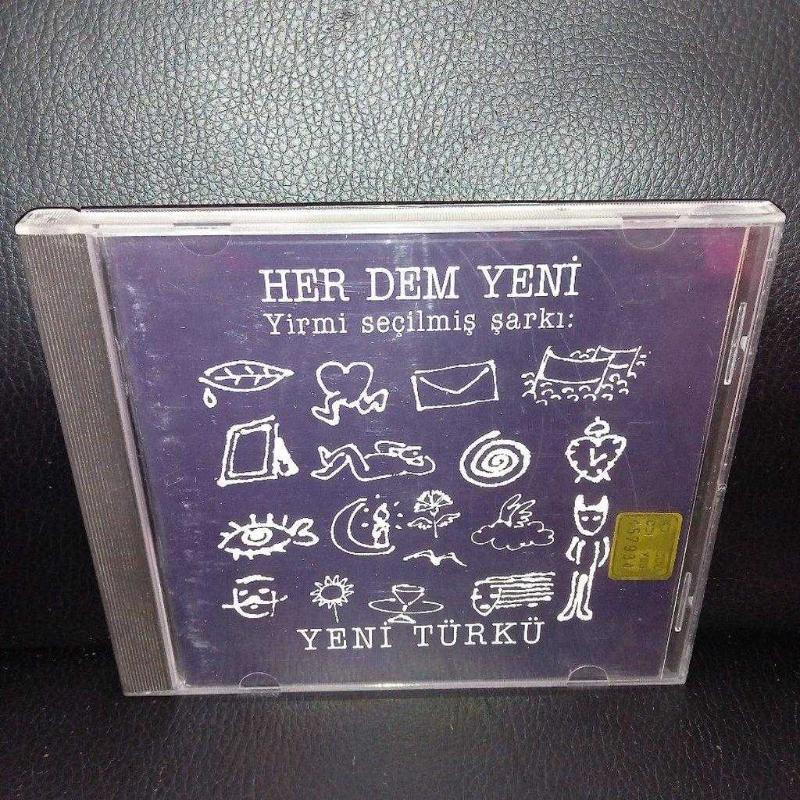 HER DEM YENİ
Yirmi seçilmiş şarkı:
YENİ TÜRKÜ